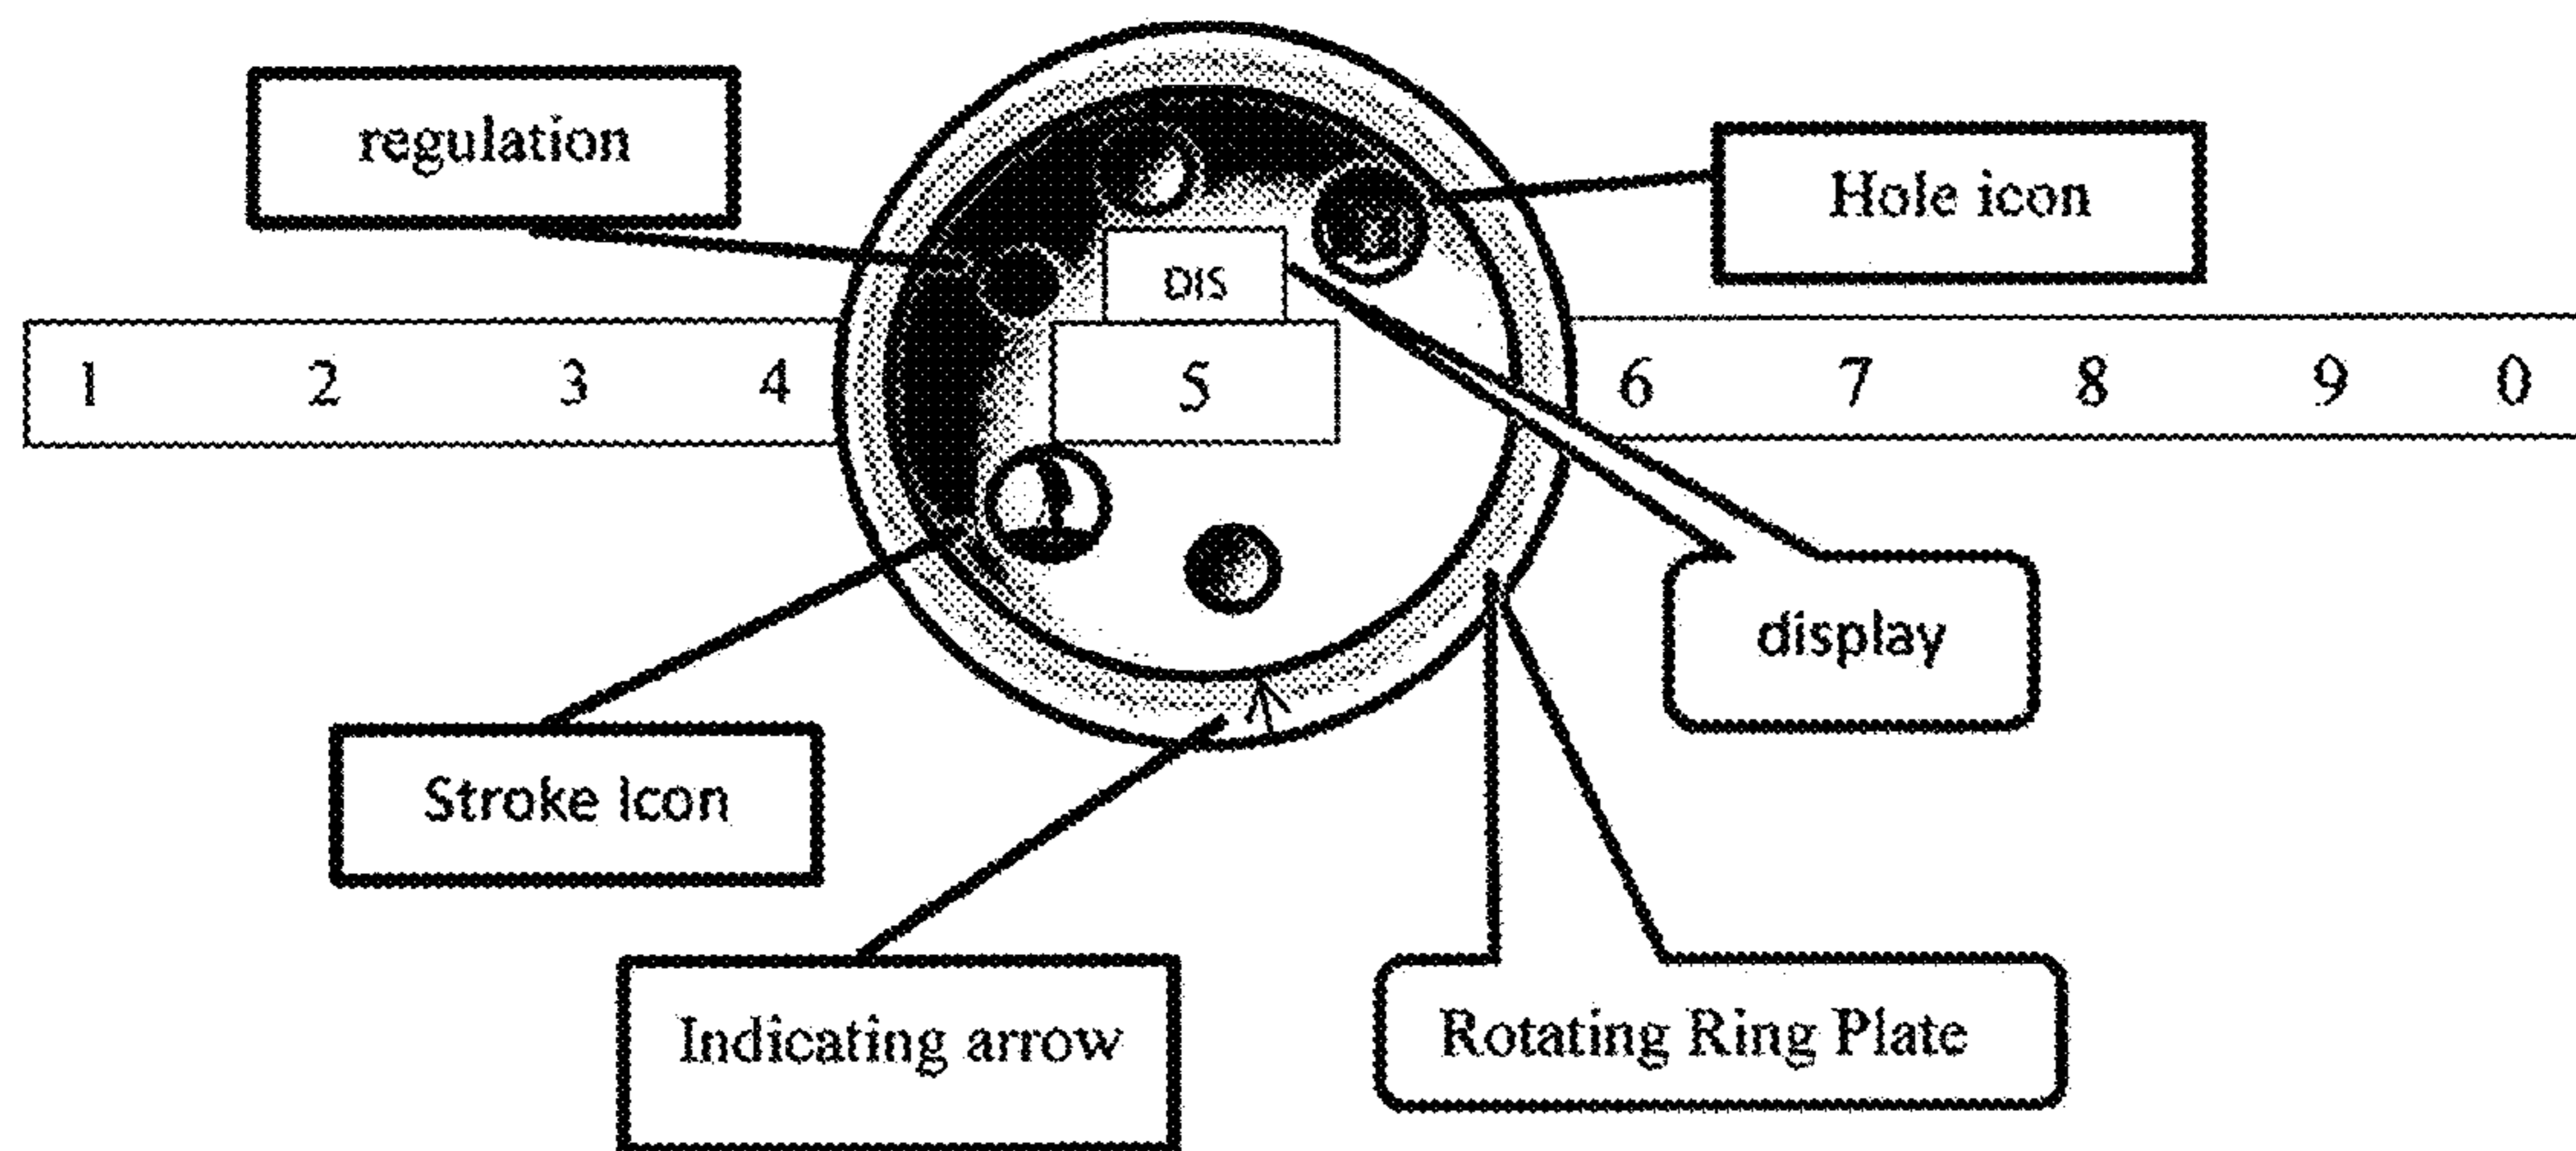 regulation
Hole icon
DIS
1 2 3 4 5 6 7 8 9 0
display
Stroke Icon
Indicating arrow
Rotating Ring Plate